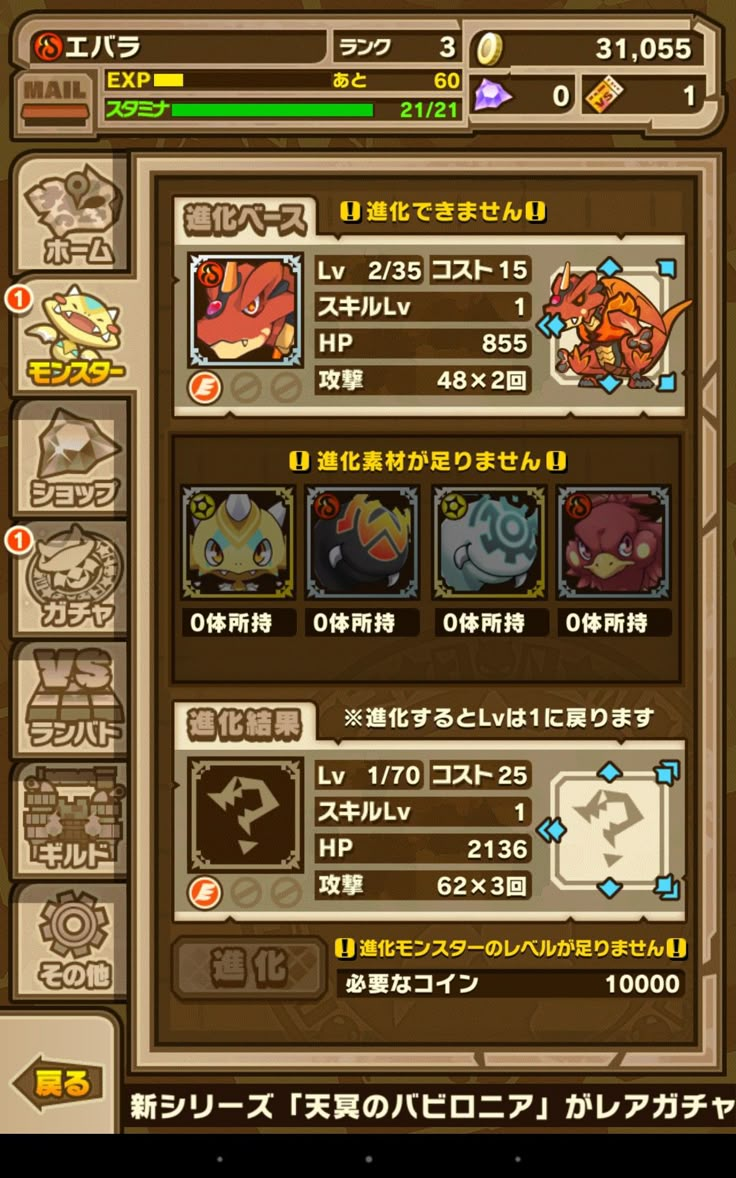 エバラ
ランク 3
31,055
MAIL
EXP あと 60
スタミナ 21/21
0
VS
1
ホーム
1
モンスター
ショップ
1
ガチャ
VS
ランバト
ギルド
その他
戻る
進化ベース
!進化できません!
Lv 2/35 コスト 15
スキルLv 1
HP 855
攻撃 48×2回
!進化素材が足りません!
0体所持 0体所持 0体所持 0体所持
進化結果
※進化するとLvは1に戻ります
Lv 1/70 コスト 25
スキルLv 1
HP 2136
攻撃 62×3回
進化
!進化モンスターのレベルが足りません!
必要なコイン 10000
新シリーズ「天冥のバビロニア」がレアガチャ